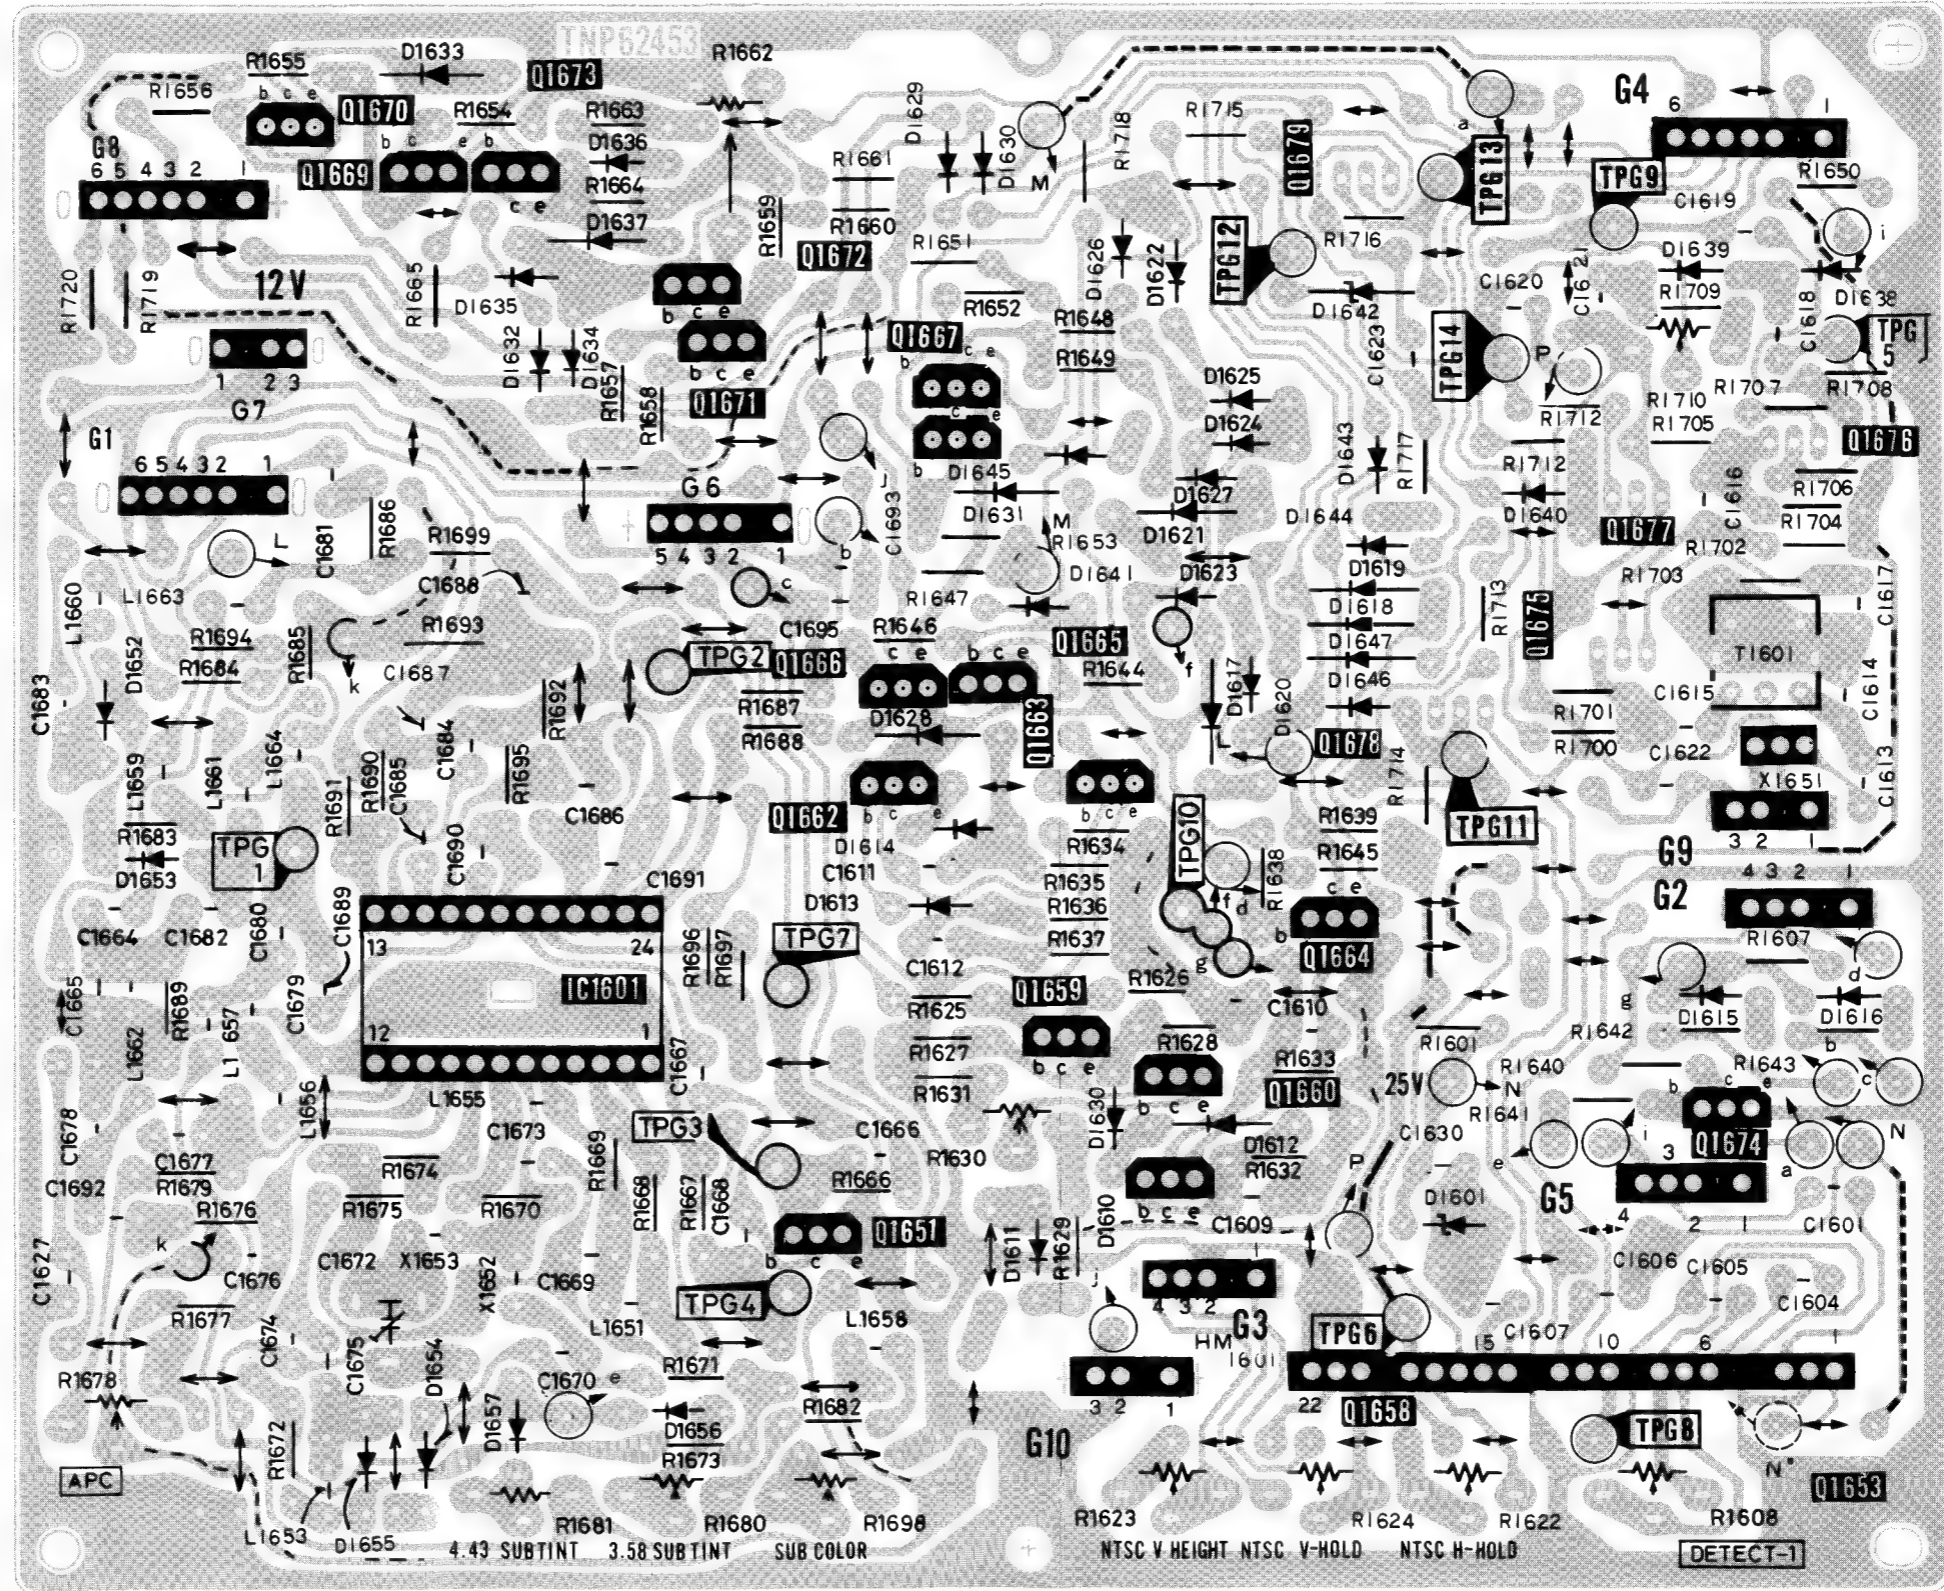 TNP62453
R1655 D1633 Q1673 R1662
R1656 b c e Q1670 R1654 R1663 D1629 R1718 R1715 G4
G8 b c e b D1636 D1630 Q1679 a 6 1
6 5 4 3 2 1 Q1669 R1664 R1661 M TPG13 TPG9 R1650
c e D1637 R1659 R1660 C1619
Q1672 R1651 D1626 D1622 TPG12 R1716 D1639 i
R1720 R1719 12V R1665 D1635 C1620 C1621 R1709 D1638
b c e R1652 D1642 C1618
D1632 D1634 Q1667 R1648 C1623 TPG14 P TPG
1 2 3 b c e b c e R1649 5
G7 R1657 R1658 Q1671 D1625 R1712 R1710 R1707 R1708
G1 c e D1624 R1705 Q1676
6 5 4 3 2 1 b D1645 D1643 R1717 R1712
G6 J D1627 C1616 R1706
C1681 R1686 C1693 D1631 M D1621 D1644 D1640 Q1677 R1704
L R1699 5 4 3 2 1 b R1653 R1702
C1688 c D1641 D1623 D1619 R1703 C1617
L1660 L1663 R1647 D1618 R1713 Q1675
R1694 R1685 R1693 C1695 R1646 Q1665 D1647 T1601
R1684 TPG2 Q1666 c e b c e R1644 f
C1683 D1652 k C1687 R1692 D1646 C1615 C1614
R1687 D1628 Q1663 D1617 D1620 R1701
C1684 R1688 L Q1678 R1700 C1622
L1659 L1661 L1664 R1691 R1690 C1685 R1695 R1714 X1651 C1613
C1686 Q1662 b c e b c e TPG10 R1639 TPG11
R1683 TPG C1690 D1614 R1634 R1645 G9 3 2 1
D1653 1 C1691 C1611 R1635 R1638 c e G2 4 3 2 1
C1689 D1613 R1636 f d b
C1664 C1682 C1680 13 24 R1696 R1697 TPG7 R1637 Q1664 R1607
C1612 R1626 g d
C1665 R1689 C1679 IC1601 R1625 Q1659 C1610 g
D1615 D1616
L1662 L1657 12 1 C1667 R1627 R1628 R1601 R1642
b c e R1633 R1640 R1643 b
L1656 L1655 R1631 Q1660 25V N b c e c
D1630 b c e R1641
C1678 C1673 TPG3 C1666 D1612 C1630 i Q1674 N
C1677 R1674 R1669 R1630 R1632 P e 3 a
C1692 R1679 R1666
R1676 R1675 R1670 R1668 R1667 C1668 D1601 G5
Q1651 D1610 b c e C1609 4 2 1 C1601
k C1672 X1653 b c e D1611 R1629 1
C1627 C1676 X1652 C1669 C1606 C1605
TPG4 j 4 3 2 C1604
R1677 C1674 L1651 L1658 HM G3 TPG6 C1607
C1675 D1654 1601 15 10 6 1
R1678 C1670 e R1671
D1657 R1682 3 2 1 22 Q1658
R1672 D1656 G10 TPG8
APC R1673 N* Q1653
L1653 D1655 R1681 R1680 R1698 R1623 R1624 R1622 R1608
4.43 SUBTINT 3.58 SUBTINT SUB COLOR NTSC V HEIGHT NTSC V-HOLD NTSC H-HOLD DETECT-1